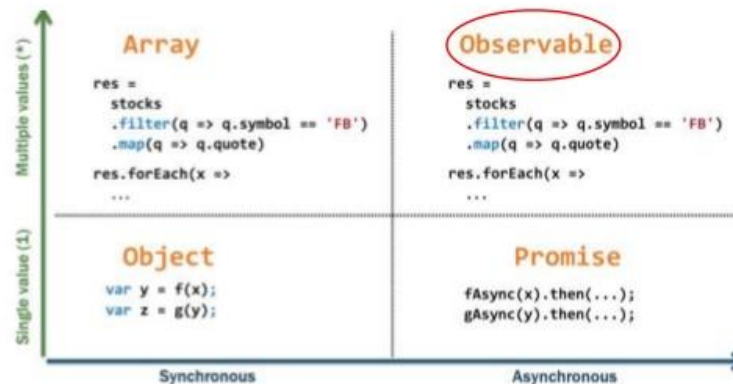 Multiple values (*)
Array
res =
stocks
.filter(q => q.symbol == 'FB')
.map(q => q.quote)
res.forEach(x =>
...
Observable
res =
stocks
.filter(q => q.symbol == 'FB')
.map(q => q.quote)
res.forEach(x =>
...
Single value (1)
Object
var y = f(x);
var z = g(y);
Promise
fAsync(x).then(...);
gAsync(y).then(...);
Synchronous
Asynchronous